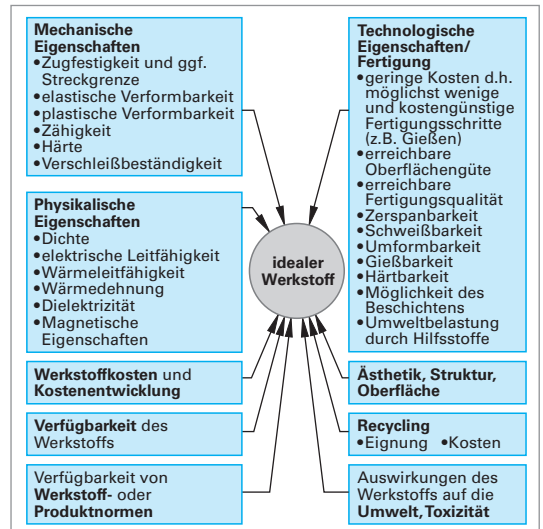 Mechanische
Eigenschaften
•Zugfestigkeit und ggf.
Streckgrenze
•elastische Verformbarkeit
•plastische Verformbarkeit
•Zähigkeit
•Härte
•Verschleißbeständigkeit
Physikalische
Eigenschaften
•Dichte
•elektrische Leitfähigkeit
•Wärmeleitfähigkeit
•Wärmedehnung
•Dielektrizität
•Magnetische
Eigenschaften
Werkstoffkosten und
Kostenentwicklung
Verfügbarkeit des
Werkstoffs
Verfügbarkeit von
Werkstoff- oder
Produktnormen
idealer
Werkstoff
Technologische
Eigenschaften/
Fertigung
•geringe Kosten d.h.
möglichst wenige
und kostengünstige
Fertigungsschritte
(z.B. Gießen)
•erreichbare
Oberflächengüte
•erreichbare
Fertigungsqualität
•Zerspanbarkeit
•Schweißbarkeit
•Umformbarkeit
•Gießbarkeit
•Härtbarkeit
•Möglichkeit des
Beschichtens
•Umweltbelastung
durch Hilfsstoffe
Ästhetik, Struktur,
Oberfläche
Recycling
•Eignung •Kosten
Auswirkungen des
Werkstoffs auf die
Umwelt, Toxizität